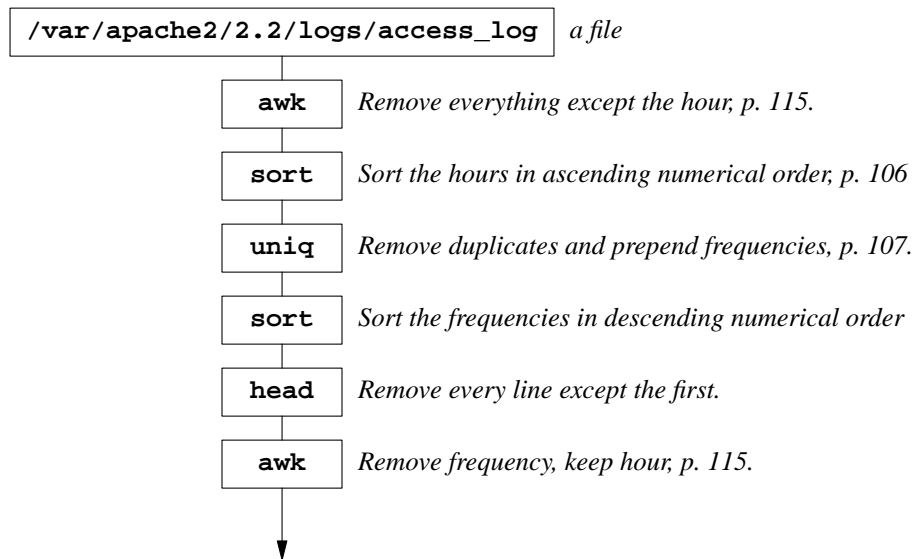 /var/apache2/2.2/logs/access_log a file
awk Remove everything except the hour, p. 115.
sort Sort the hours in ascending numerical order, p. 106
uniq Remove duplicates and prepend frequencies, p. 107.
sort Sort the frequencies in descending numerical order
head Remove every line except the first.
awk Remove frequency, keep hour, p. 115.